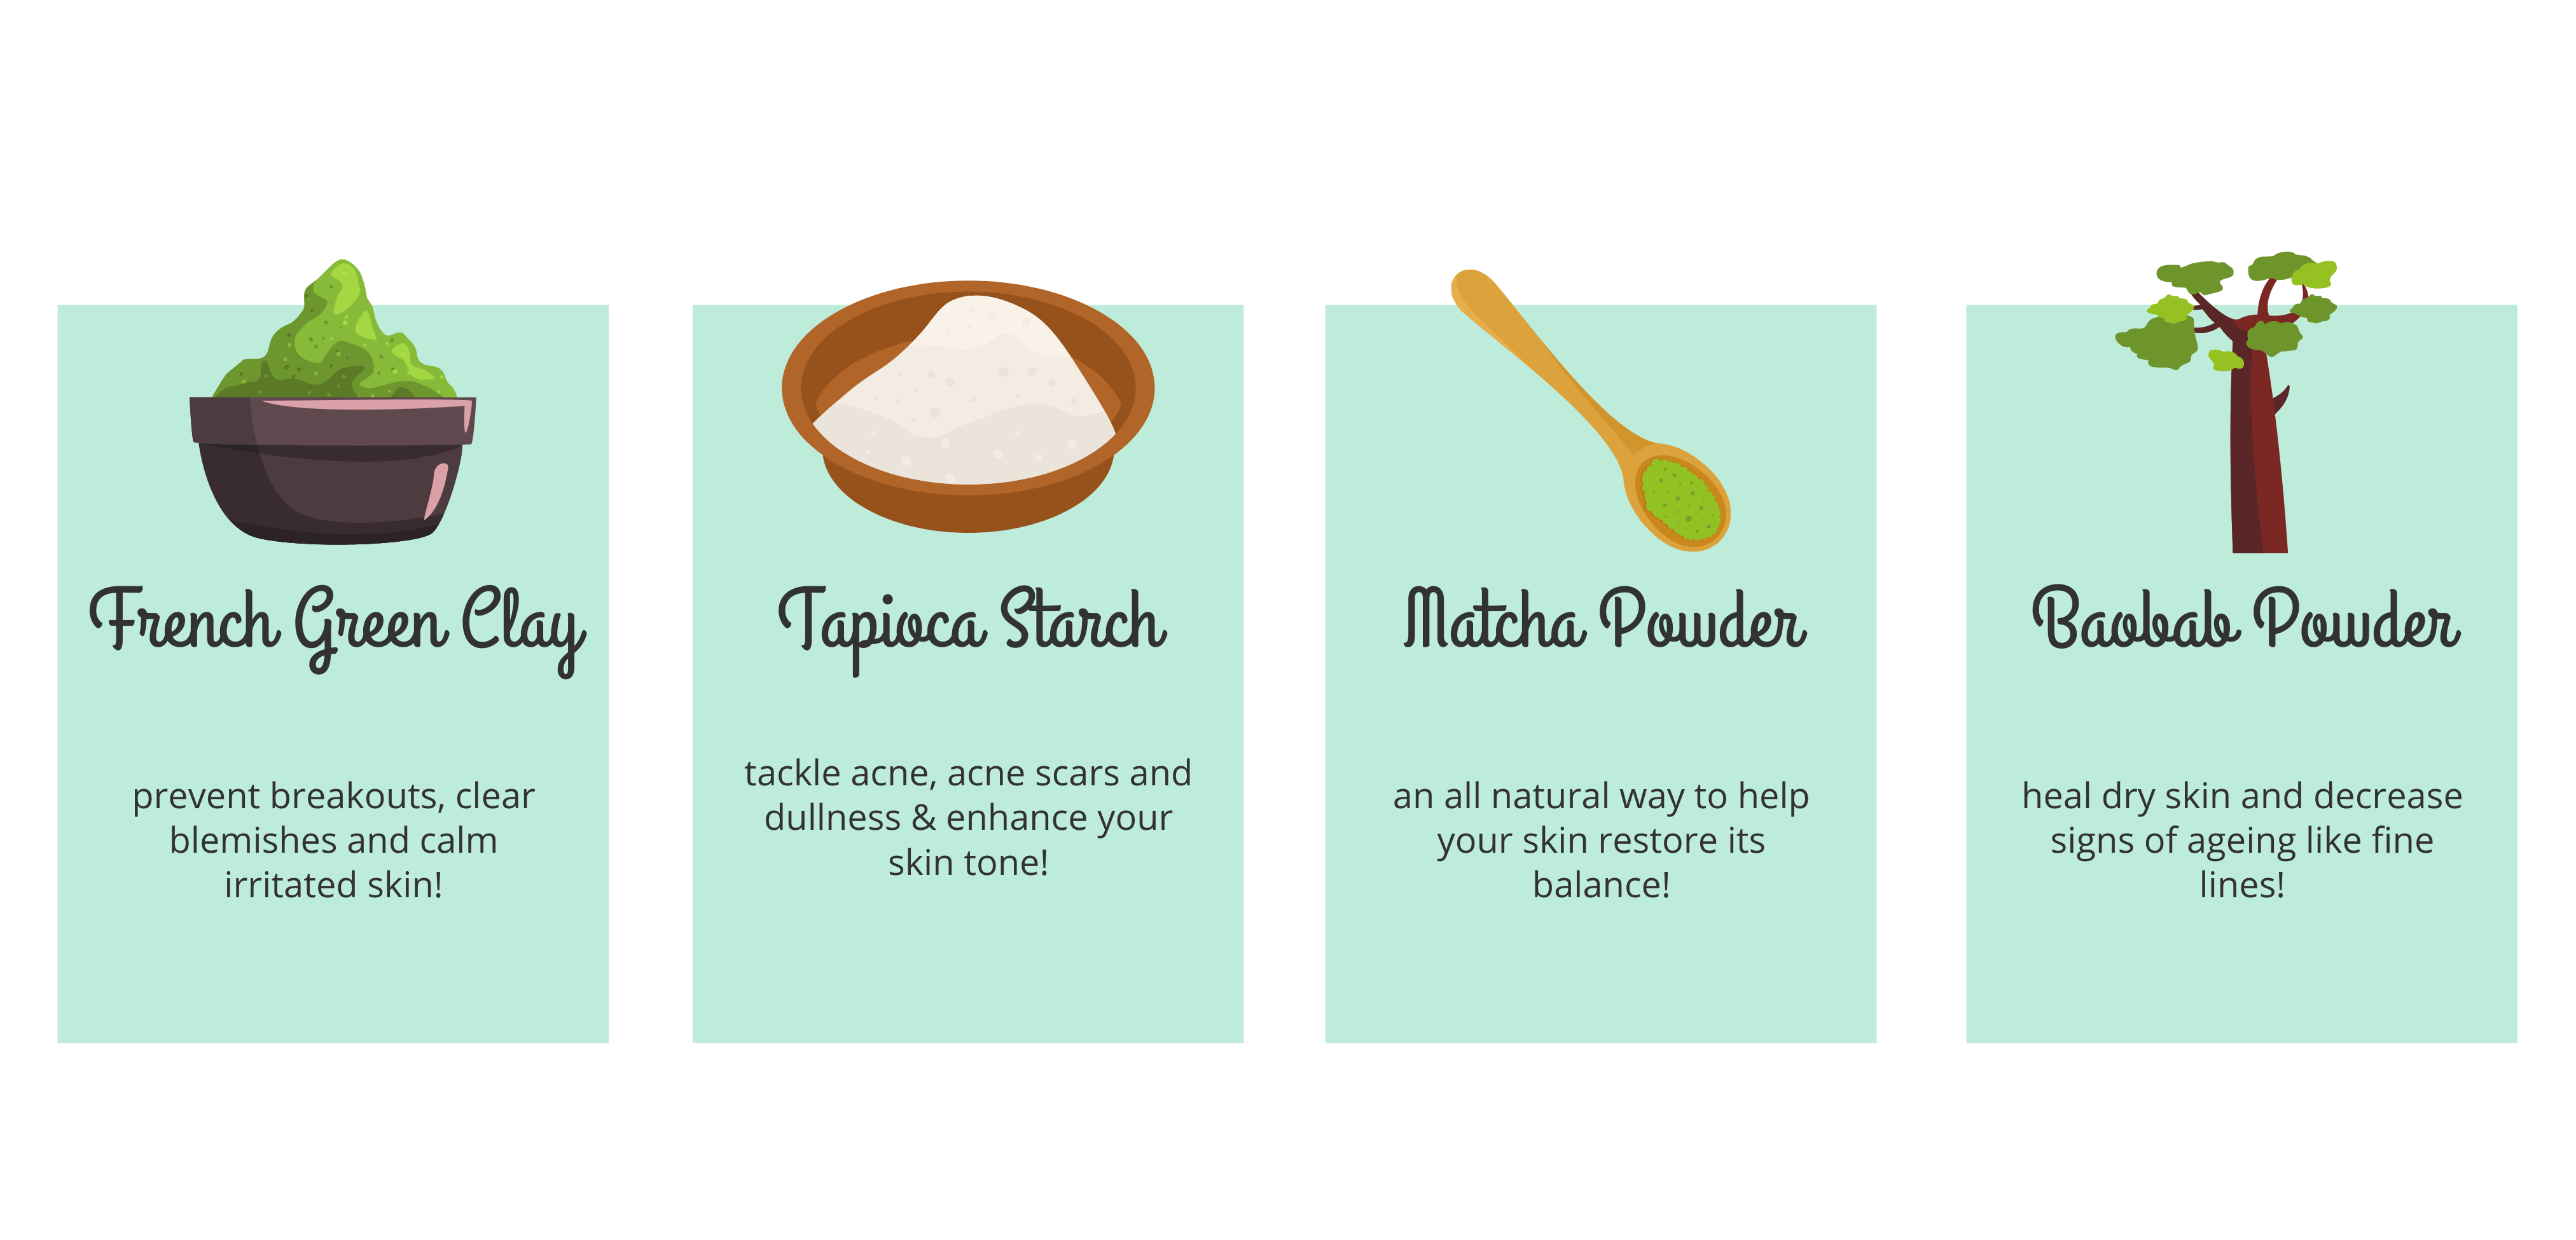 French Green Clay
prevent breakouts, clear
blemishes and calm
irritated skin!
Tapioca Starch
tackle acne, acne scars and
dullness & enhance your
skin tone!
Matcha Powder
an all natural way to help
your skin restore its
balance!
Baobab Powder
heal dry skin and decrease
signs of ageing like fine
lines!